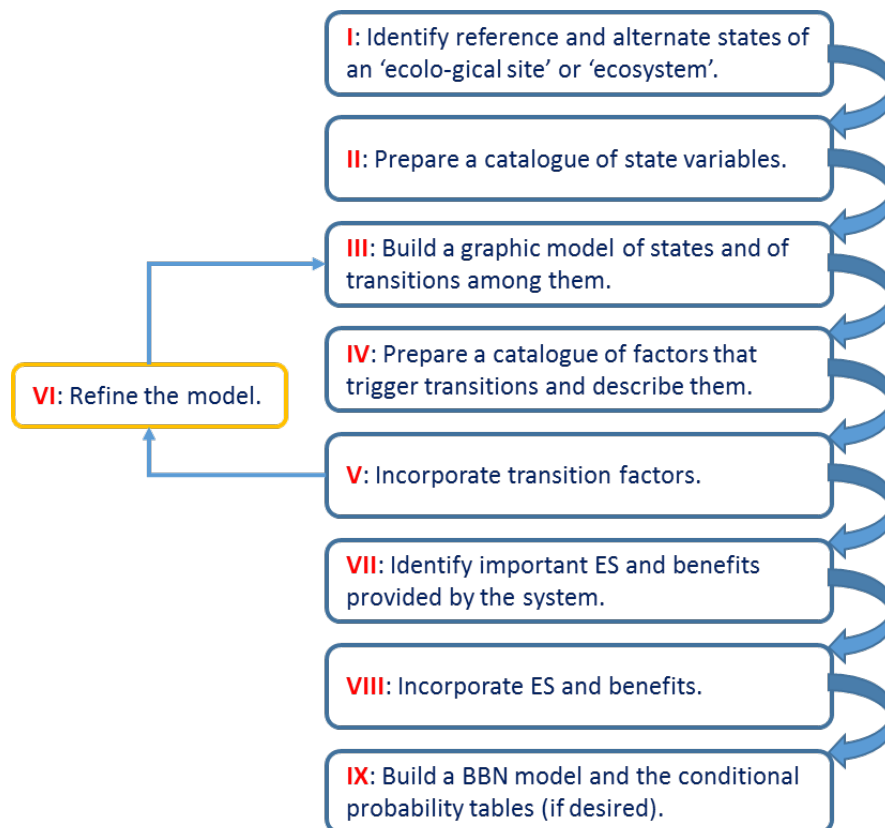 I: Identify reference and alternate states of
an ‘ecolo-gical site’ or ‘ecosystem’.
II: Prepare a catalogue of state variables.
III: Build a graphic model of states and of
transitions among them.
IV: Prepare a catalogue of factors that
trigger transitions and describe them.
VI: Refine the model.
V: Incorporate transition factors.
VII: Identify important ES and benefits
provided by the system.
VIII: Incorporate ES and benefits.
IX: Build a BBN model and the conditional
probability tables (if desired).